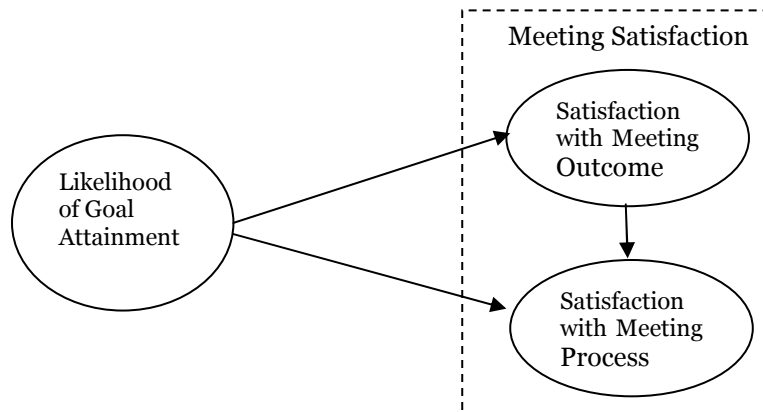 Meeting Satisfaction
Satisfaction
with Meeting
Outcome
Likelihood
of Goal
Attainment
Satisfaction
with Meeting
Process